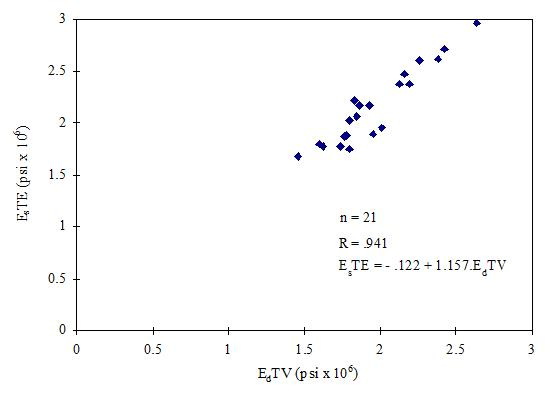 3
2.5
2
1.5
1
0.5
0
EsTE (psi x 10⁶)
n = 21
R = .941
EsTE = - .122 + 1.157.EdTV
0 0.5 1 1.5 2 2.5 3
EdTV (psi x 10⁶)